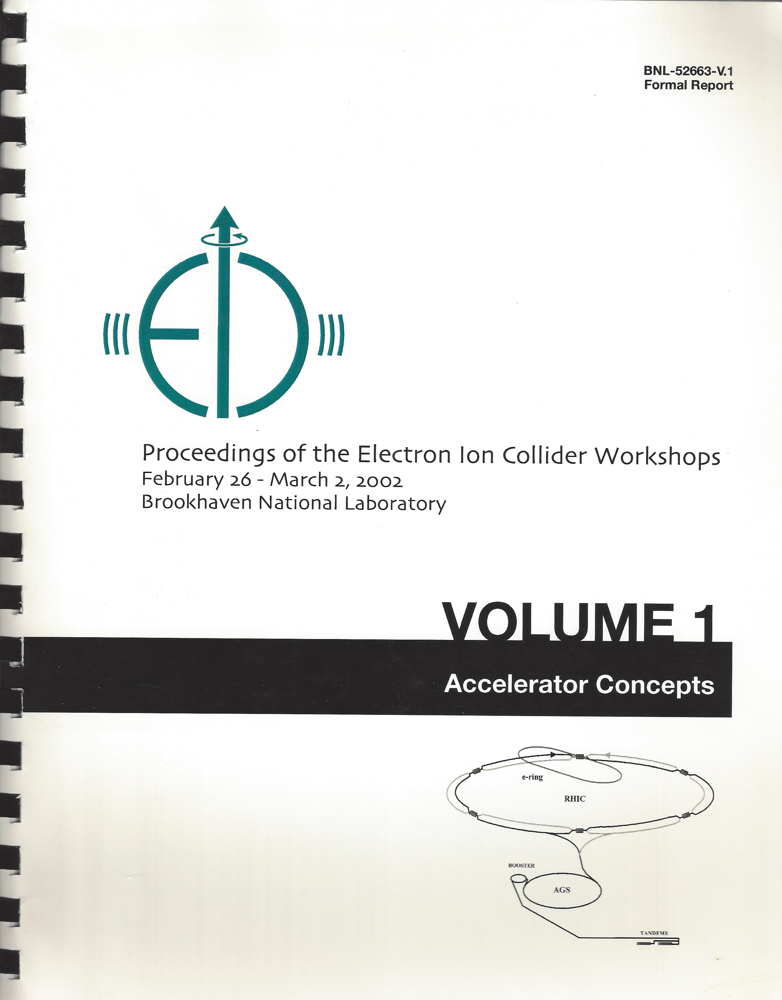 BNL-52663-V.1
Formal Report
EIC
Proceedings of the Electron Ion Collider Workshops
February 26 - March 2, 2002
Brookhaven National Laboratory
VOLUME 1
Accelerator Concepts
e-ring
RHIC
BOOSTER
AGS
TANDEMS